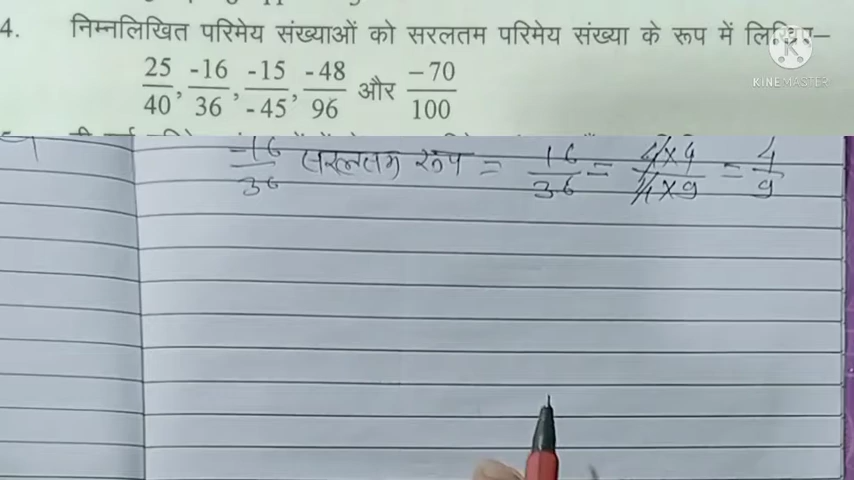 4. निम्नलिखित परिमेय संख्याओं को सरलतम परिमेय संख्या के रूप में लिखिए–
25/40, -16/36, -15/-45, -48/96 और -70/100
KINEMASTER
-16/36 सरलतम रूप = 16/36 = 4×4/4×9 = 4/9